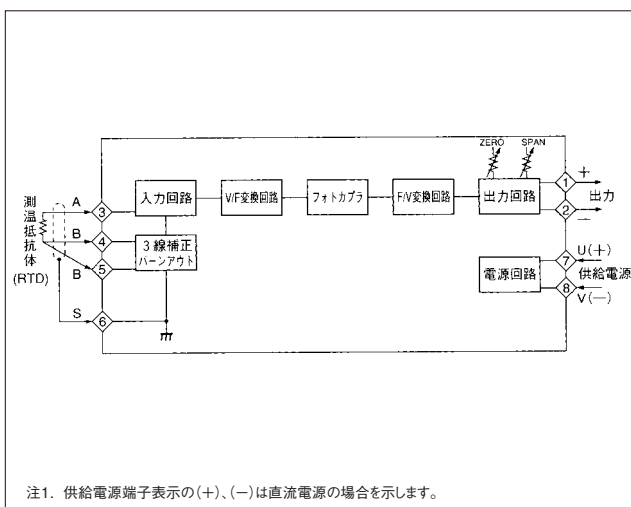 ZERO SPAN
測温抵抗体
(RTD)
A
B
B
S
3
4
5
6
入力回路
3線補正
バーンアウト
V/F変換回路
フォトカプラ
F/V変換回路
出力回路
電源回路
1
2
7
8
+
出力
−
U(+)
供給電源
V(−)
注1. 供給電源端子表示の(+)、(−)は直流電源の場合を示します。